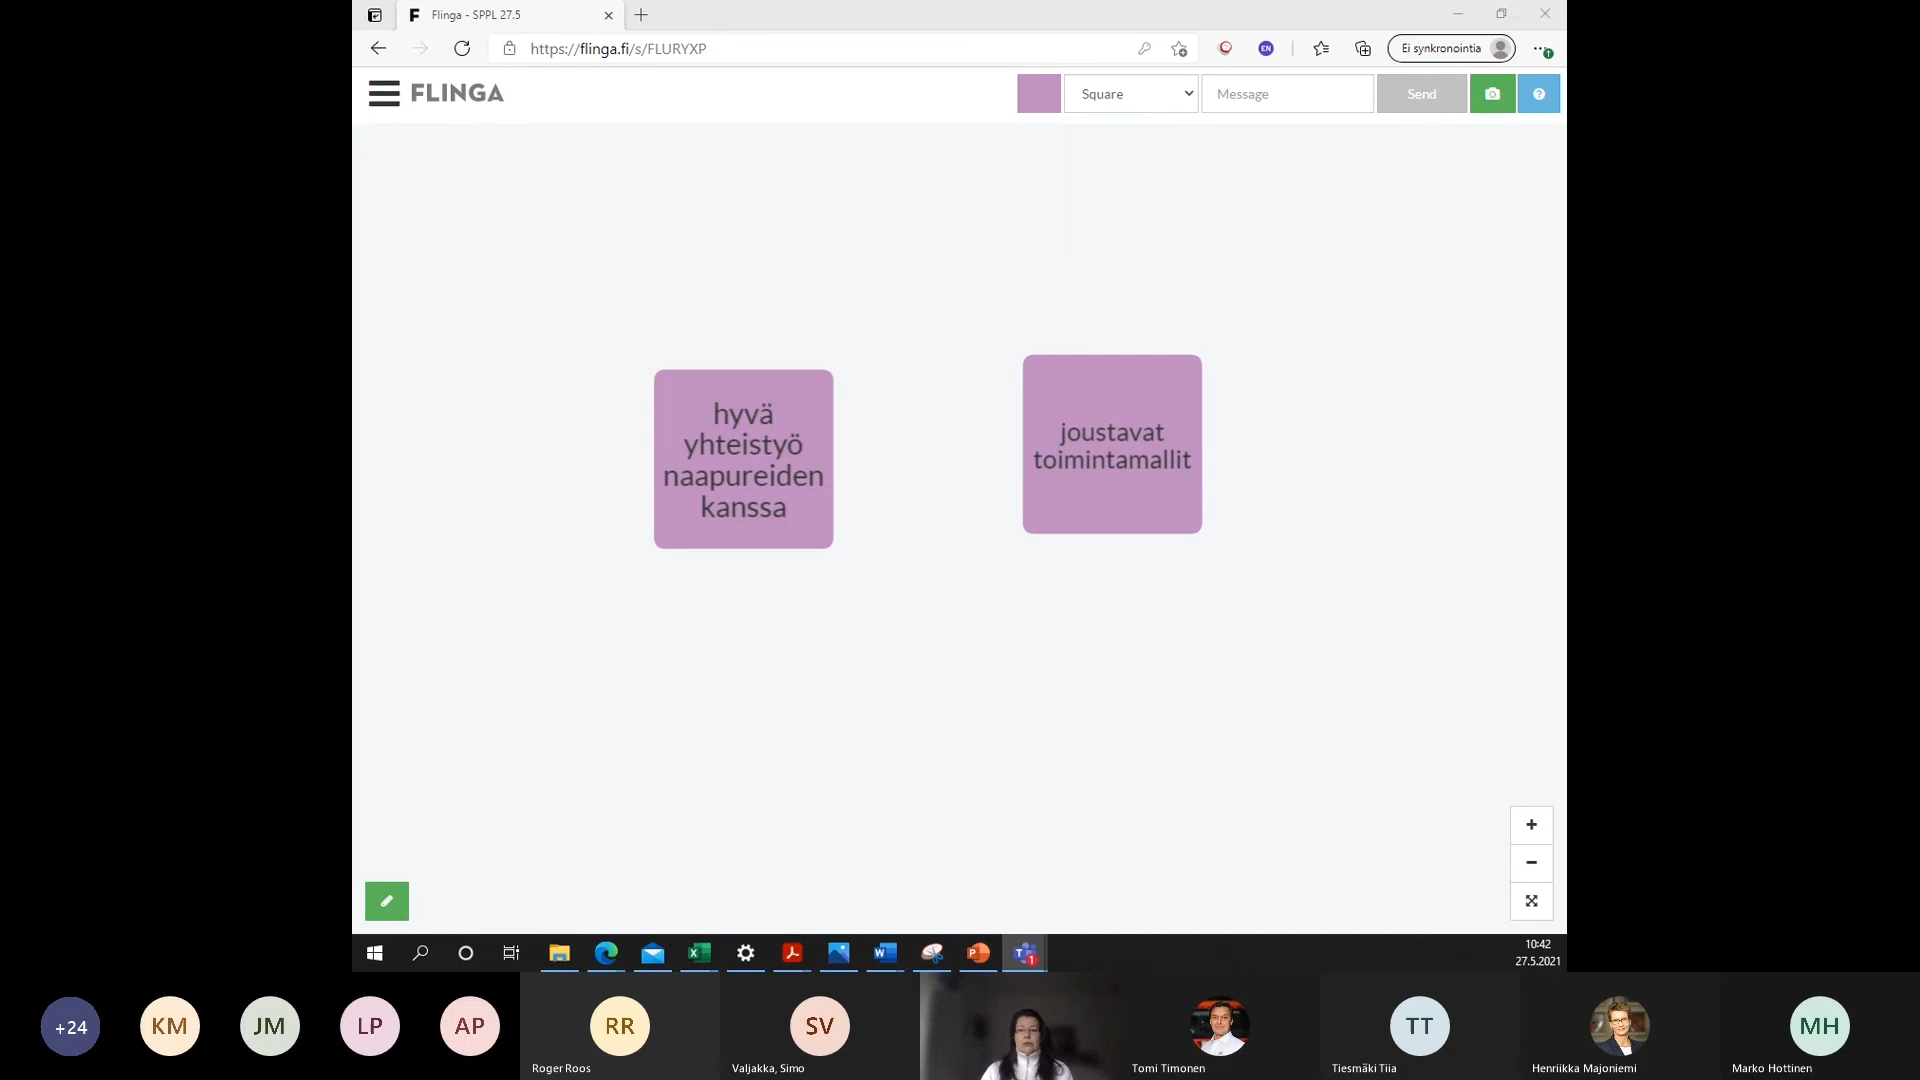 Flinga - SPPL 27.5
https://flinga.fi/s/FLURYXP
EN
Ei synkronointia
FLINGA
Square
Message
Send
hyvä
yhteistyö
naapureiden
kanssa
joustavat
toimintamallit
10:42
27.5.2021
+24
KM
JM
LP
AP
RR
SV
TT
MH
Roger Roos
Valjakka, Simo
Tomi Timonen
Tiesmäki Tiia
Henriikka Majoniemi
Marko Hottinen